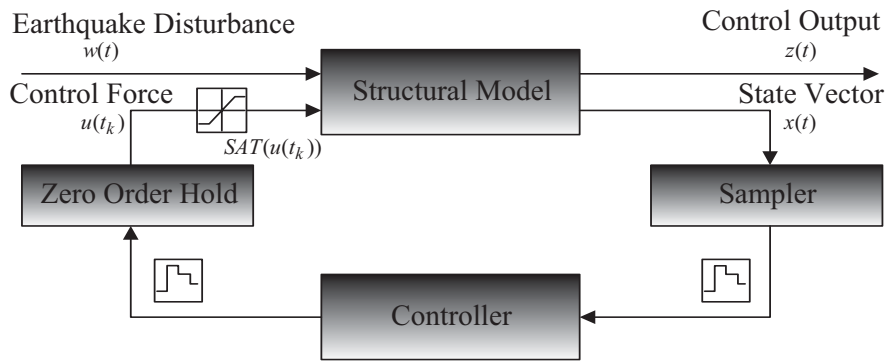 Earthquake Disturbance
w(t)
Control Output
z(t)
Structural Model
Control Force
u(t_k)
SAT(u(t_k))
State Vector
x(t)
Zero Order Hold
Sampler
Controller